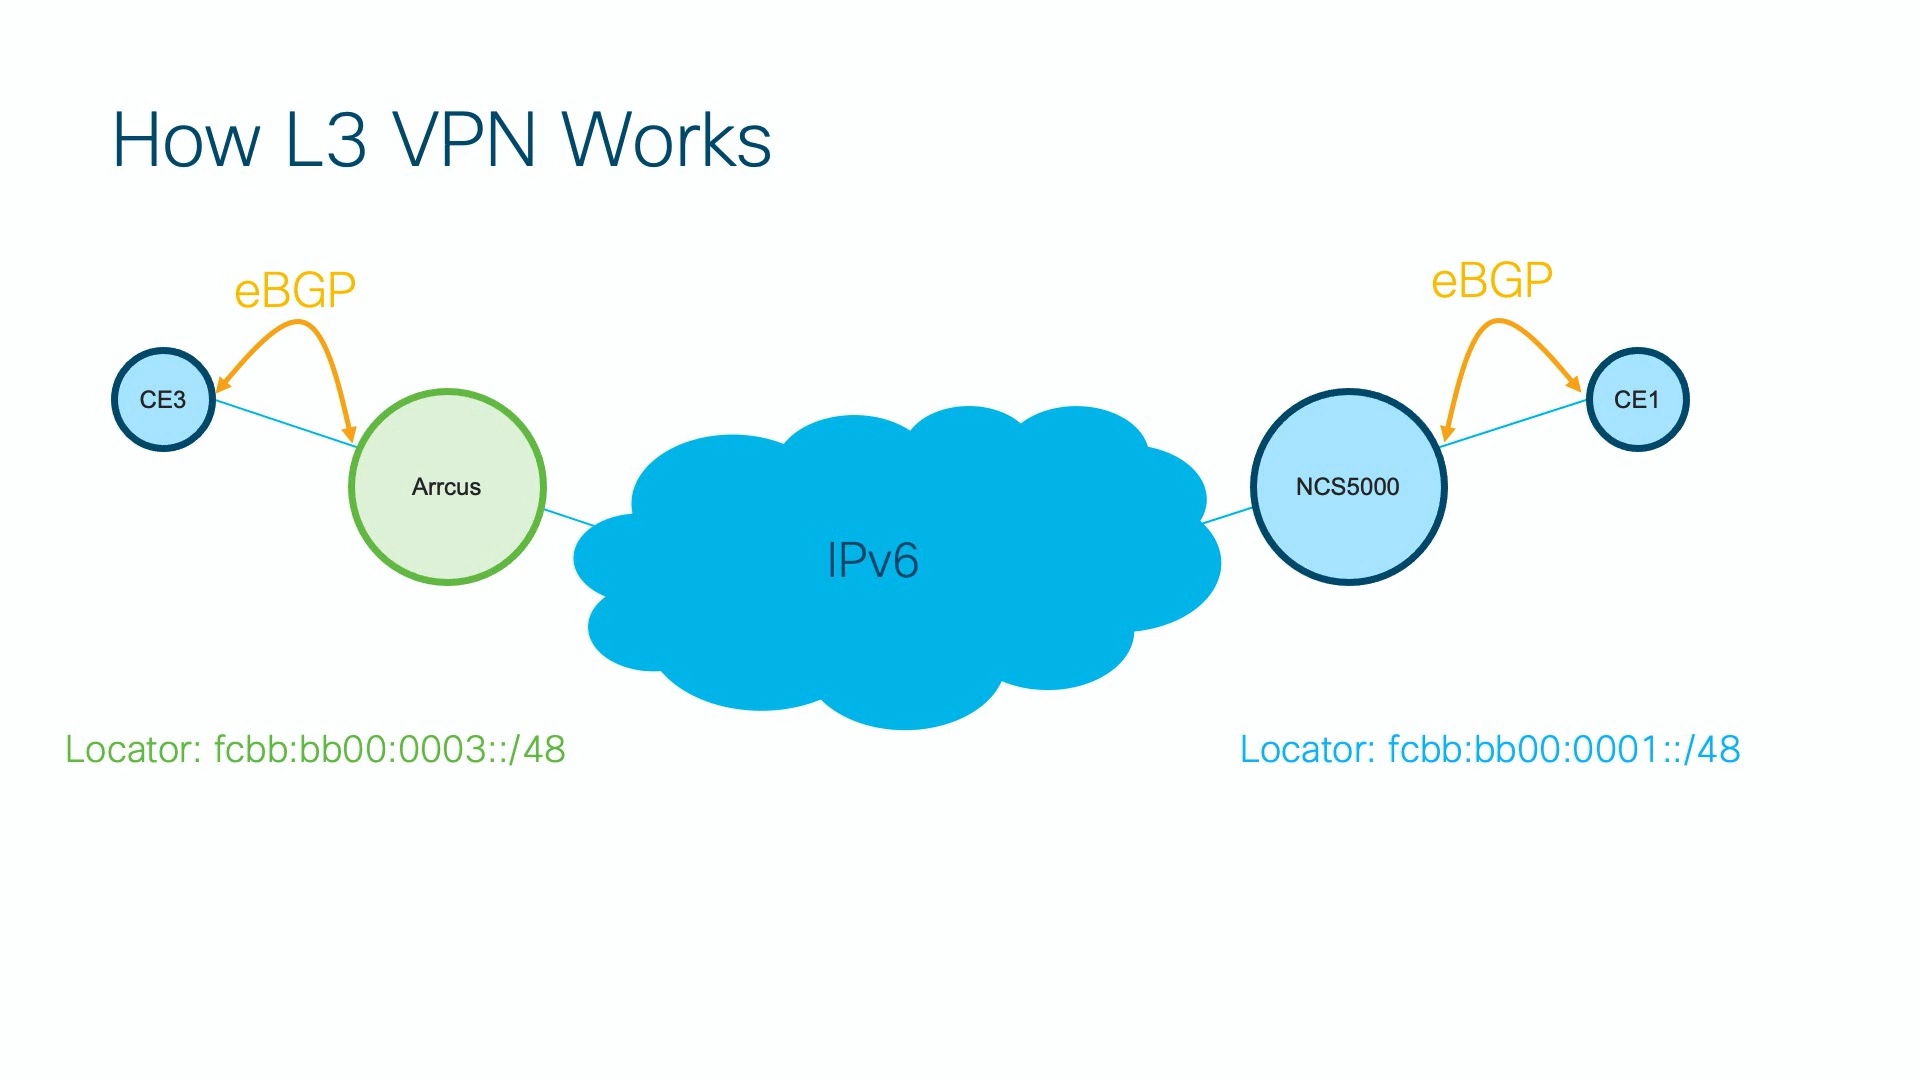 How L3 VPN Works
eBGP
eBGP
CE3
CE1
Arrcus
NCS5000
IPv6
Locator: fcbb:bb00:0003::/48
Locator: fcbb:bb00:0001::/48